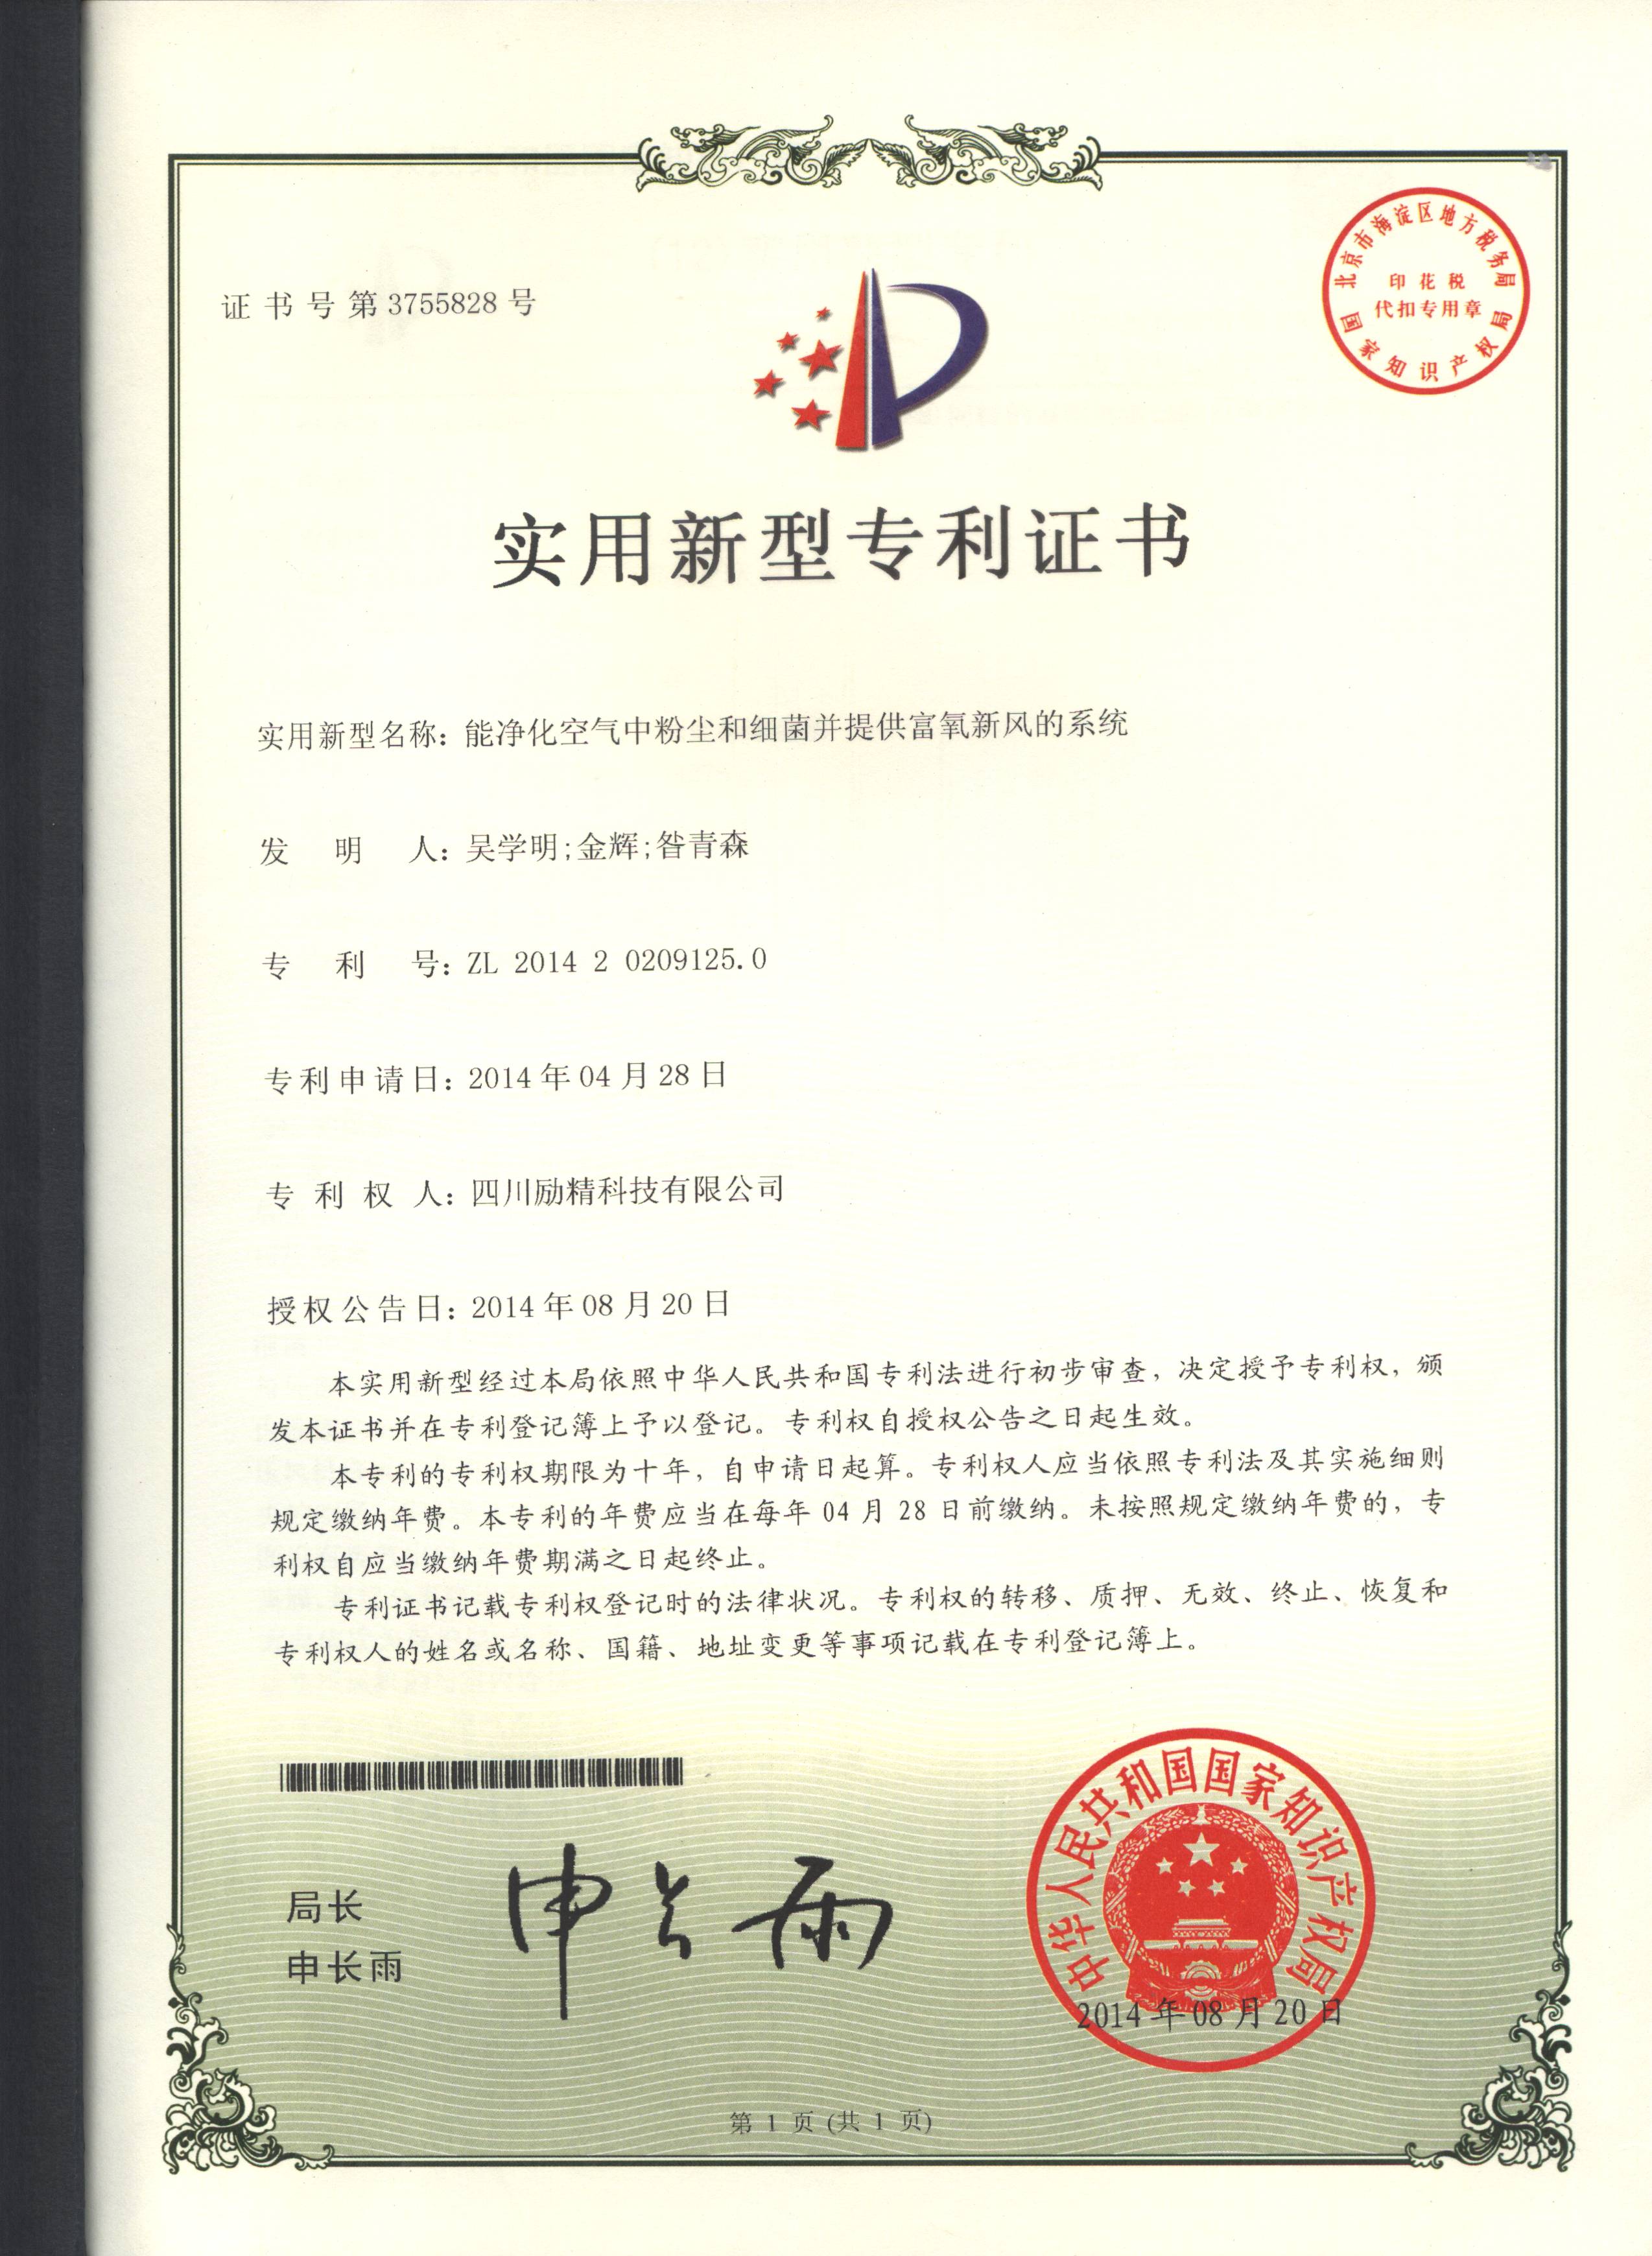 证书号第3755828号
北京市海淀区地方税务局
印花税
代扣专用章
国家知识产权局
实用新型专利证书
实用新型名称：能净化空气中粉尘和细菌并提供富氧新风的系统
发明人：吴学明;金辉;昝青森
专利号：ZL 2014 2 0209125.0
专利申请日：2014年04月28日
专利权人：四川励精科技有限公司
授权公告日：2014年08月20日
本实用新型经过本局依照中华人民共和国专利法进行初步审查，决定授予专利权，颁
发本证书并在专利登记簿上予以登记。专利权自授权公告之日起生效。
本专利的专利权期限为十年，自申请日起算。专利权人应当依照专利法及其实施细则
规定缴纳年费。本专利的年费应当在每年04月28日前缴纳。未按照规定缴纳年费的，专
利权自应当缴纳年费期满之日起终止。
专利证书记载专利权登记时的法律状况。专利权的转移、质押、无效、终止、恢复和
专利权人的姓名或名称、国籍、地址变更等事项记载在专利登记簿上。
局长
申长雨
申长雨
中华人民共和国国家知识产权局
2014年08月20日
第1页(共1页)